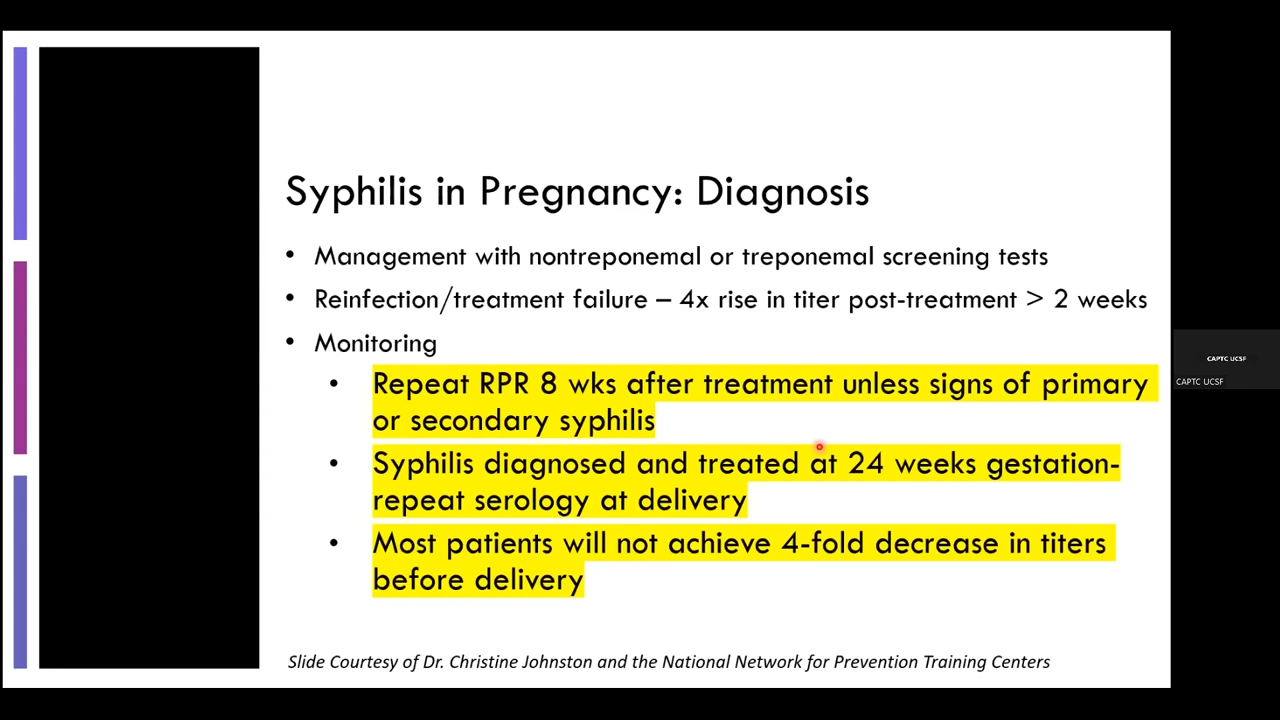 Syphilis in Pregnancy: Diagnosis
• Management with nontreponemal or treponemal screening tests
• Reinfection/treatment failure – 4x rise in titer post-treatment > 2 weeks
• Monitoring
• Repeat RPR 8 wks after treatment unless signs of primary
or secondary syphilis
• Syphilis diagnosed and treated at 24 weeks gestation-
repeat serology at delivery
• Most patients will not achieve 4-fold decrease in titers
before delivery
Slide Courtesy of Dr. Christine Johnston and the National Network for Prevention Training Centers
CAPTC UCSF
CAPTC UCSF